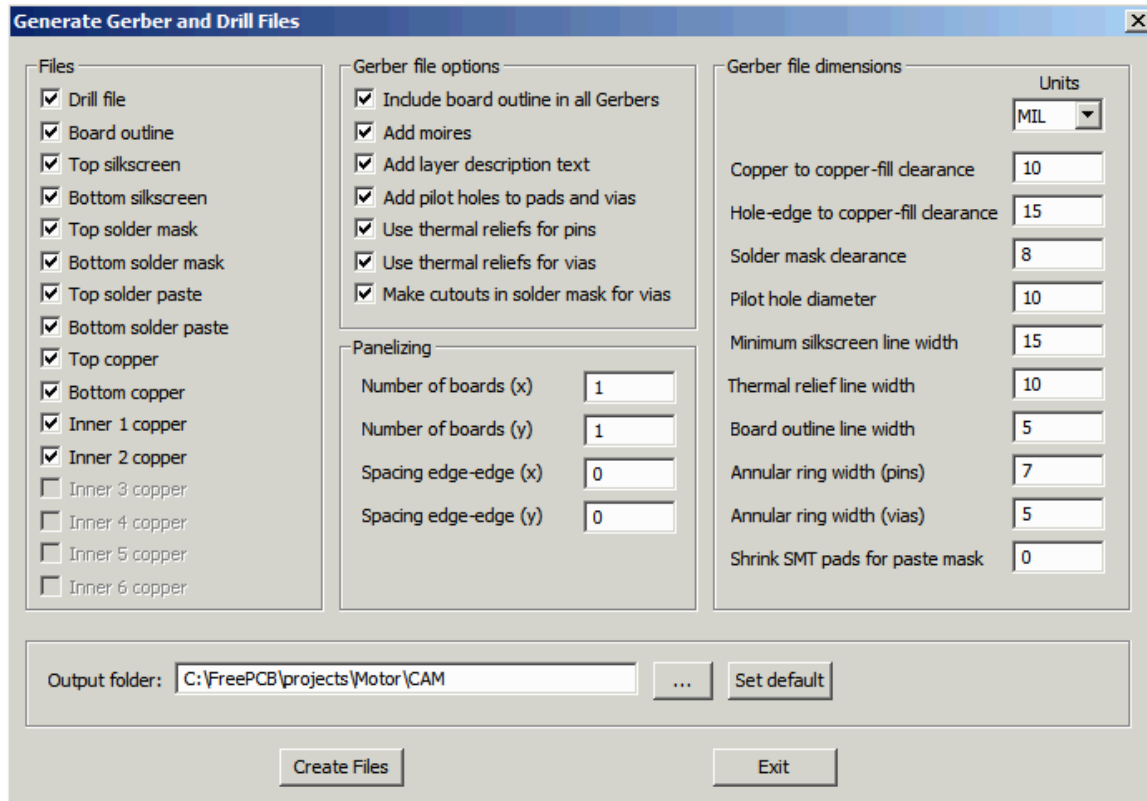 Generate Gerber and Drill Files
Files
Drill file
Board outline
Top silkscreen
Bottom silkscreen
Top solder mask
Bottom solder mask
Top solder paste
Bottom solder paste
Top copper
Bottom copper
Inner 1 copper
Inner 2 copper
Inner 3 copper
Inner 4 copper
Inner 5 copper
Inner 6 copper
Gerber file options
Include board outline in all Gerbers
Add moires
Add layer description text
Add pilot holes to pads and vias
Use thermal reliefs for pins
Use thermal reliefs for vias
Make cutouts in solder mask for vias
Panelizing
Number of boards (x) 1
Number of boards (y) 1
Spacing edge-edge (x) 0
Spacing edge-edge (y) 0
Gerber file dimensions
Units
MIL
Copper to copper-fill clearance 10
Hole-edge to copper-fill clearance 15
Solder mask clearance 8
Pilot hole diameter 10
Minimum silkscreen line width 15
Thermal relief line width 10
Board outline line width 5
Annular ring width (pins) 7
Annular ring width (vias) 5
Shrink SMT pads for paste mask 0
Output folder: C:\FreePCB\projects\Motor\CAM ... Set default
Create Files Exit